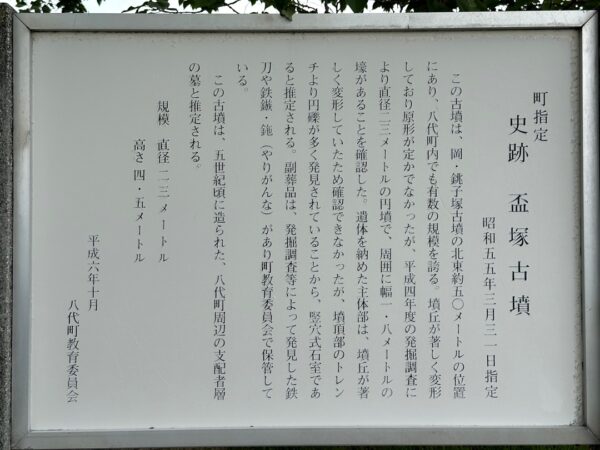 町指定
史跡　盃塚古墳
昭和五五年三月三一日指定
この古墳は、岡・銚子塚古墳の北東約五〇メートルの位置
にあり、八代町内でも有数の規模を誇る。墳丘が著しく変形
しており原形が定かでなかったが、平成四年度の発掘調査に
より直径二三メートルの円墳で、周囲に幅一・八メートルの
壕があることを確認した。遺体を納めた主体部は、墳丘が著
しく変形していたため確認できなかったが、墳頂部のトレン
チより円礫が多く発見されていることから、竪穴式石室であ
ると推定される。副葬品は、発掘調査等によって発見した鉄
刀や鉄鏃・鉇（やりがんな）があり町教育委員会で保管して
いる。
この古墳は、五世紀頃に造られた、八代町周辺の支配者層
の墓と推定される。
規模　直径　二三メートル
高さ　四・五メートル
平成六年十月
八代町教育委員会